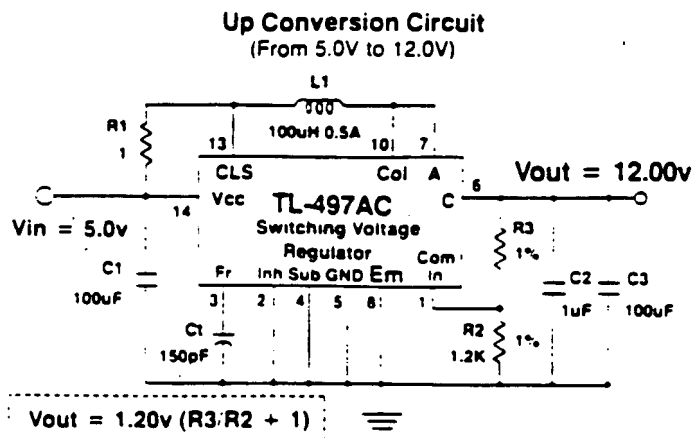 Up Conversion Circuit
(From 5.0V to 12.0V)
L1
100uH 0.5A
R1
1
13
10
7
CLS
Col
A
6
Vout = 12.00v
14
Vcc
TL-497AC
C
Vin = 5.0v
Switching Voltage
Regulator
R3
1%
C1
100uF
Fr
Inh
Sub
GND
Em
Com
In
C2
1uF
C3
100uF
3
2
4
5
8
1
Ct
150pF
R2
1.2K
1%
Vout = 1.20v (R3/R2 + 1)